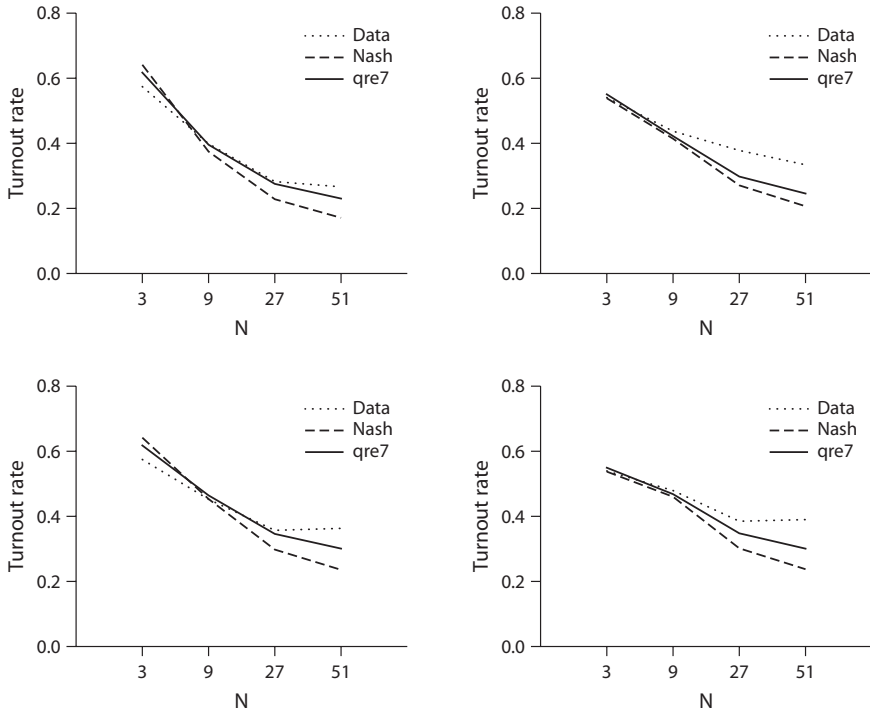 0.8
0.6
0.4
0.2
0.0
Turnout rate
Data
Nash
qre7
3 9 27 51
N
0.8
0.6
0.4
0.2
0.0
Turnout rate
Data
Nash
qre7
3 9 27 51
N
0.8
0.6
0.4
0.2
0.0
Turnout rate
Data
Nash
qre7
3 9 27 51
N
0.8
0.6
0.4
0.2
0.0
Turnout rate
Data
Nash
qre7
3 9 27 51
N